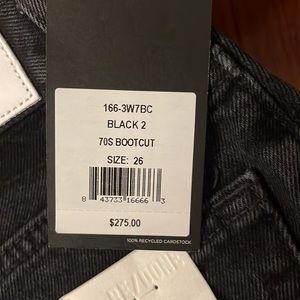 166-3W7BC
BLACK 2
70S BOOTCUT
SIZE: 26
8 43733 16666 3
$275.00
100% RECYCLED CARDSTOCK